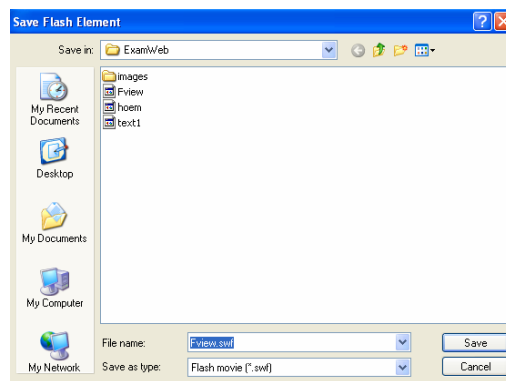 Save Flash Element
Save in:
ExamWeb
images
Fview
hoem
text1
My Recent
Documents
Desktop
My Documents
My Computer
My Network
File name:
Fview.swf
Save
Save as type:
Flash movie (*.swf)
Cancel